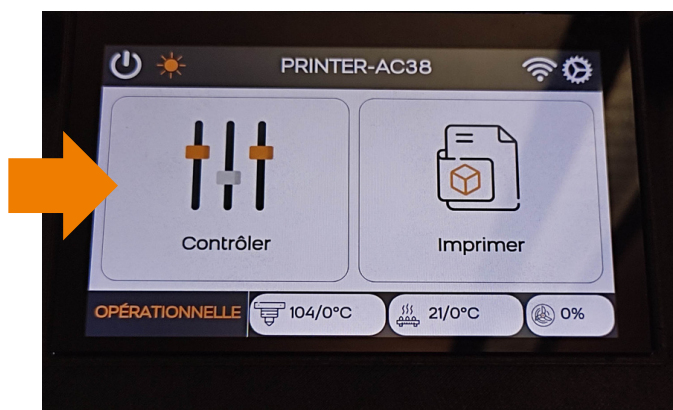 PRINTER-AC38
Contrôler
Imprimer
OPÉRATIONNELLE 104/0°C 21/0°C 0%